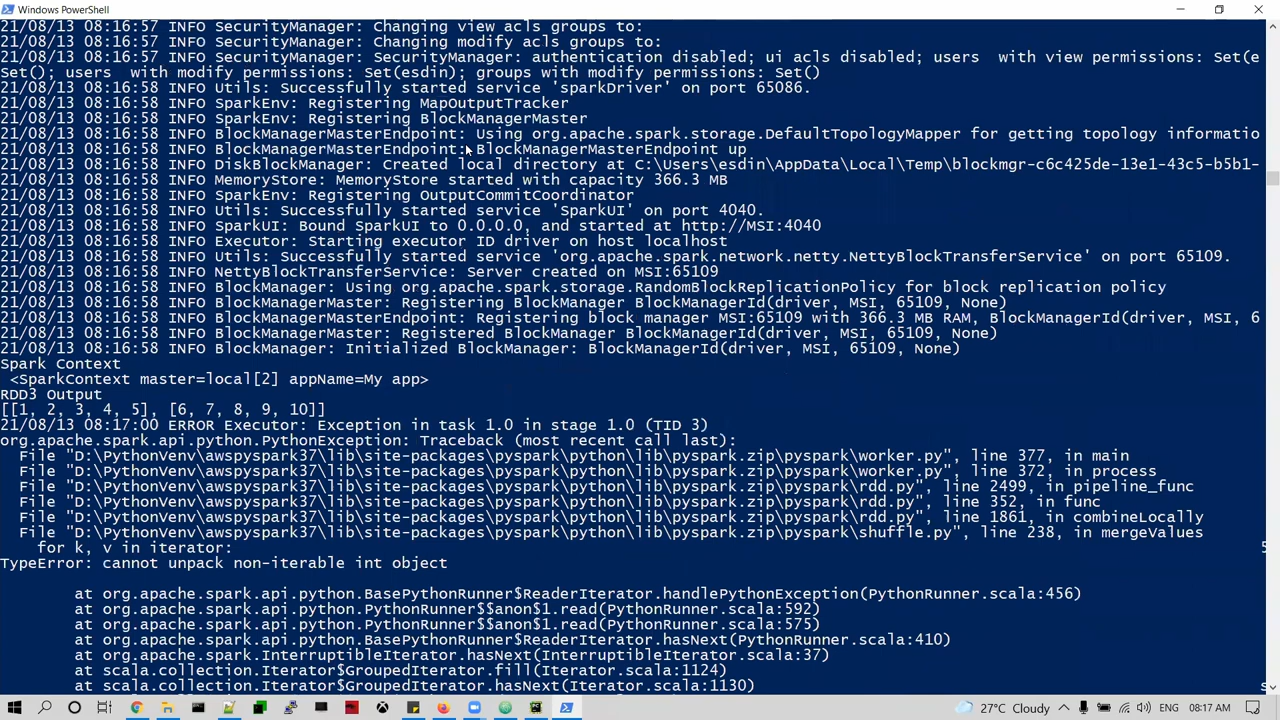 Windows PowerShell
21/08/13 08:16:57 INFO SecurityManager: Changing view acls groups to:
21/08/13 08:16:57 INFO SecurityManager: Changing modify acls groups to:
21/08/13 08:16:57 INFO SecurityManager: SecurityManager: authentication disabled; ui acls disabled; users  with view permissions: Set(e
Set(); users  with modify permissions: Set(esdin); groups with modify permissions: Set()
21/08/13 08:16:58 INFO Utils: Successfully started service 'sparkDriver' on port 65086.
21/08/13 08:16:58 INFO SparkEnv: Registering MapOutputTracker
21/08/13 08:16:58 INFO SparkEnv: Registering BlockManagerMaster
21/08/13 08:16:58 INFO BlockManagerMasterEndpoint: Using org.apache.spark.storage.DefaultTopologyMapper for getting topology informatio
21/08/13 08:16:58 INFO BlockManagerMasterEndpoint: BlockManagerMasterEndpoint up
21/08/13 08:16:58 INFO DiskBlockManager: Created local directory at C:\Users\esdin\AppData\Local\Temp\blockmgr-c6c425de-13e1-43c5-b5b1-
21/08/13 08:16:58 INFO MemoryStore: MemoryStore started with capacity 366.3 MB
21/08/13 08:16:58 INFO SparkEnv: Registering OutputCommitCoordinator
21/08/13 08:16:58 INFO Utils: Successfully started service 'SparkUI' on port 4040.
21/08/13 08:16:58 INFO SparkUI: Bound SparkUI to 0.0.0.0, and started at http://MSI:4040
21/08/13 08:16:58 INFO Executor: Starting executor ID driver on host localhost
21/08/13 08:16:58 INFO Utils: Successfully started service 'org.apache.spark.network.netty.NettyBlockTransferService' on port 65109.
21/08/13 08:16:58 INFO NettyBlockTransferService: Server created on MSI:65109
21/08/13 08:16:58 INFO BlockManager: Using org.apache.spark.storage.RandomBlockReplicationPolicy for block replication policy
21/08/13 08:16:58 INFO BlockManagerMaster: Registering BlockManager BlockManagerId(driver, MSI, 65109, None)
21/08/13 08:16:58 INFO BlockManagerMasterEndpoint: Registering block manager MSI:65109 with 366.3 MB RAM, BlockManagerId(driver, MSI, 6
21/08/13 08:16:58 INFO BlockManagerMaster: Registered BlockManager BlockManagerId(driver, MSI, 65109, None)
21/08/13 08:16:58 INFO BlockManager: Initialized BlockManager: BlockManagerId(driver, MSI, 65109, None)
Spark Context
 <SparkContext master=local[2] appName=My app>
RDD3 Output
[[1, 2, 3, 4, 5], [6, 7, 8, 9, 10]]
21/08/13 08:17:00 ERROR Executor: Exception in task 1.0 in stage 1.0 (TID 3)
org.apache.spark.api.python.PythonException: Traceback (most recent call last):
  File "D:\PythonVenv\awspyspark37\lib\site-packages\pyspark\python\lib\pyspark.zip\pyspark\worker.py", line 377, in main
  File "D:\PythonVenv\awspyspark37\lib\site-packages\pyspark\python\lib\pyspark.zip\pyspark\worker.py", line 372, in process
  File "D:\PythonVenv\awspyspark37\lib\site-packages\pyspark\python\lib\pyspark.zip\pyspark\rdd.py", line 2499, in pipeline_func
  File "D:\PythonVenv\awspyspark37\lib\site-packages\pyspark\python\lib\pyspark.zip\pyspark\rdd.py", line 352, in func
  File "D:\PythonVenv\awspyspark37\lib\site-packages\pyspark\python\lib\pyspark.zip\pyspark\rdd.py", line 1861, in combineLocally
  File "D:\PythonVenv\awspyspark37\lib\site-packages\pyspark\python\lib\pyspark.zip\pyspark\shuffle.py", line 238, in mergeValues
    for k, v in iterator:
TypeError: cannot unpack non-iterable int object
        at org.apache.spark.api.python.BasePythonRunner$ReaderIterator.handlePythonException(PythonRunner.scala:456)
        at org.apache.spark.api.python.PythonRunner$$anon$1.read(PythonRunner.scala:592)
        at org.apache.spark.api.python.PythonRunner$$anon$1.read(PythonRunner.scala:575)
        at org.apache.spark.api.python.BasePythonRunner$ReaderIterator.hasNext(PythonRunner.scala:410)
        at org.apache.spark.InterruptibleIterator.hasNext(InterruptibleIterator.scala:37)
        at scala.collection.Iterator$GroupedIterator.fill(Iterator.scala:1124)
        at scala.collection.Iterator$GroupedIterator.hasNext(Iterator.scala:1130)
27°C Cloudy ENG 08:17 AM